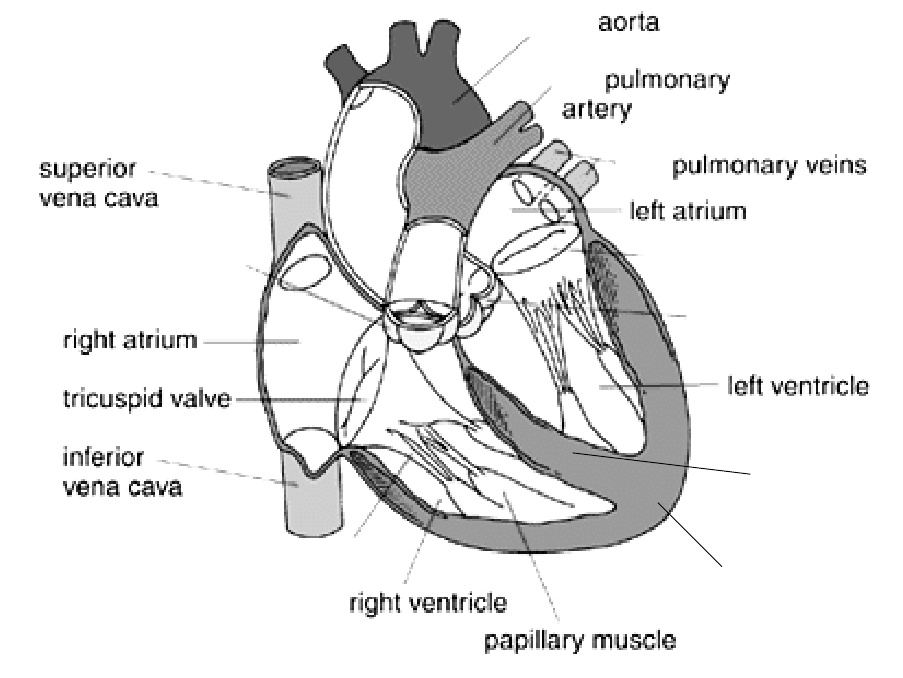 aorta
pulmonary
artery
superior
vena cava
pulmonary veins
left atrium
right atrium
tricuspid valve
left ventricle
inferior
vena cava
right ventricle
papillary muscle